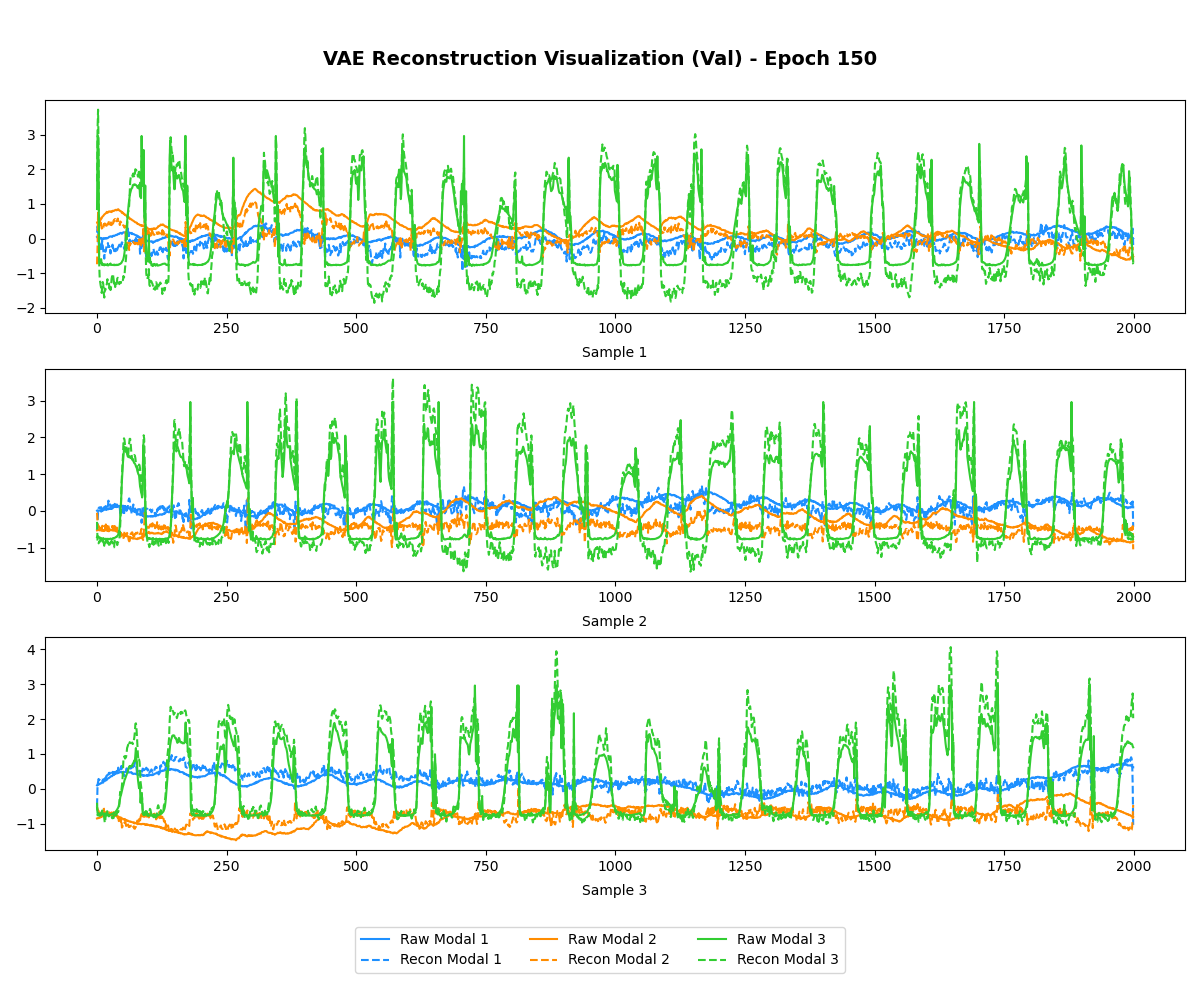 VAE Reconstruction Visualization (Val) - Epoch 150
3
2
1
0
−1
−2
0 250 500 750 1000 1250 1500 1750 2000
Sample 1
3
2
1
0
−1
0 250 500 750 1000 1250 1500 1750 2000
Sample 2
4
3
2
1
0
−1
0 250 500 750 1000 1250 1500 1750 2000
Sample 3
Raw Modal 1 Raw Modal 2 Raw Modal 3
Recon Modal 1 Recon Modal 2 Recon Modal 3